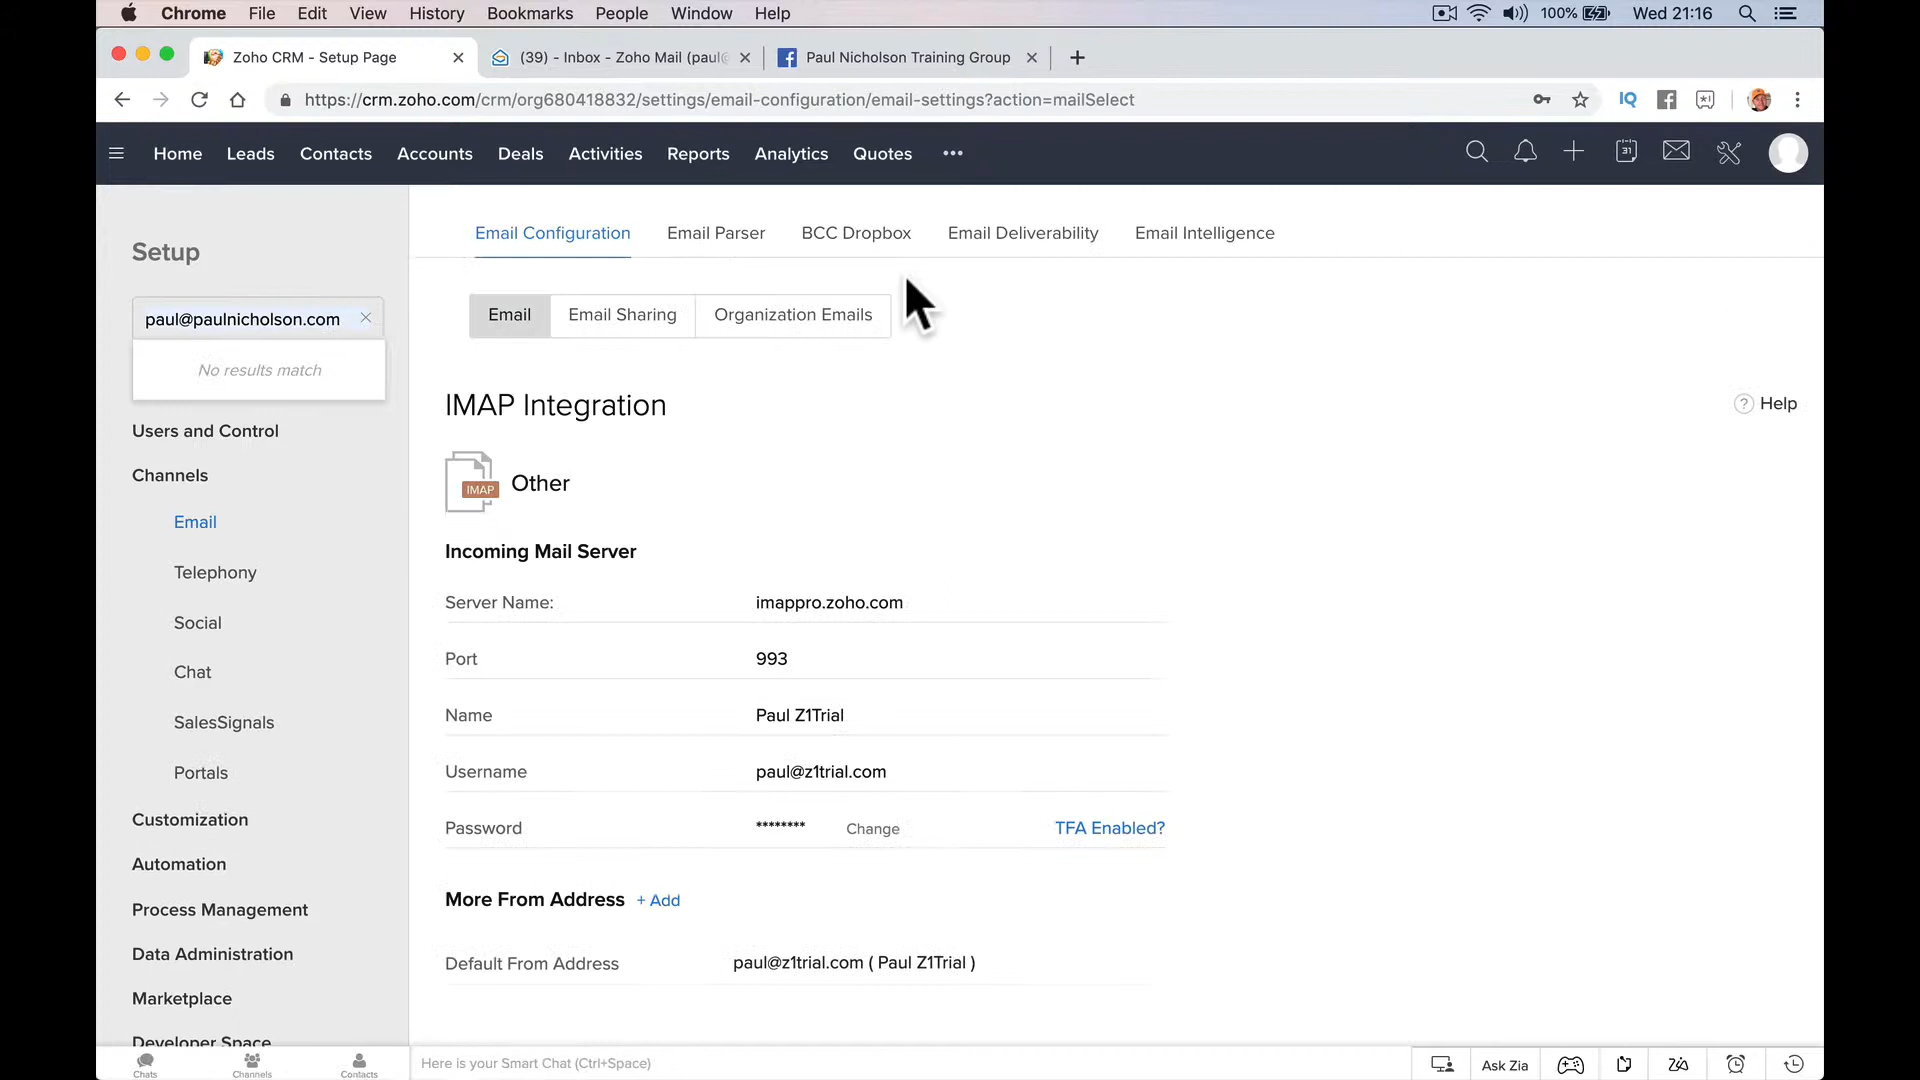 Chrome File Edit View History Bookmarks People Window Help 100% Wed 21:16
Zoho CRM - Setup Page (39) - Inbox - Zoho Mail (paul@ Paul Nicholson Training Group
https://crm.zoho.com/crm/org680418832/settings/email-configuration/email-settings?action=mailSelect IQ
Home Leads Contacts Accounts Deals Activities Reports Analytics Quotes ••• 31
Email Configuration Email Parser BCC Dropbox Email Deliverability Email Intelligence
Setup
paul@paulnicholson.com
No results match
Users and Control
Channels
Email
Telephony
Social
Chat
SalesSignals
Portals
Customization
Automation
Process Management
Data Administration
Marketplace
Developer Space
Email Email Sharing Organization Emails
IMAP Integration
? Help
IMAP Other
Incoming Mail Server
Server Name: imappro.zoho.com
Port 993
Name Paul Z1Trial
Username paul@z1trial.com
Password ******** Change TFA Enabled?
More From Address + Add
Default From Address paul@z1trial.com ( Paul Z1Trial )
Chats Channels Contacts Here is your Smart Chat (Ctrl+Space) Ask Zia